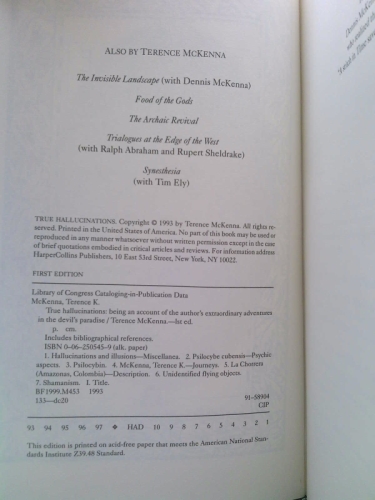 ALSO BY TERENCE MCKENNA
The Invisible Landscape (with Dennis McKenna)
Food of the Gods
The Archaic Revival
Trialogues at the Edge of the West
(with Ralph Abraham and Rupert Sheldrake)
Synesthesia
(with Tim Ely)
TRUE HALLUCINATIONS. Copyright © 1993 by Terence McKenna. All rights re-
served. Printed in the United States of America. No part of this book may be used or
reproduced in any manner whatsoever without written permission except in the case
of brief quotations embodied in critical articles and reviews. For information address
HarperCollins Publishers, 10 East 53rd Street, New York, NY 10022.
FIRST EDITION
Library of Congress Cataloging-in-Publication Data
McKenna, Terence K.
True hallucinations: being an account of the author's extraordinary adventures
in the devil's paradise / Terence McKenna.—1st ed.
p. cm.
Includes bibliographical references.
ISBN 0-06-250545-9 (alk. paper)
1. Hallucinations and illusions—Miscellanea. 2. Psilocybe cubensis—Psychic
aspects. 3. Psilocybin. 4. McKenna, Terence K.—Journeys. 5. La Chorrera
(Amazonas, Colombia)—Description. 6. Unidentified flying objects.
7. Shamanism. I. Title.
BF1999.M453 1993
133—dc20 91-58904
CIP
93 94 95 96 97 ❖ HAD 10 9 8 7 6 5 4 3 2 1
This edition is printed on acid-free paper that meets the American National Stan-
dards Institute Z39.48 Standard.